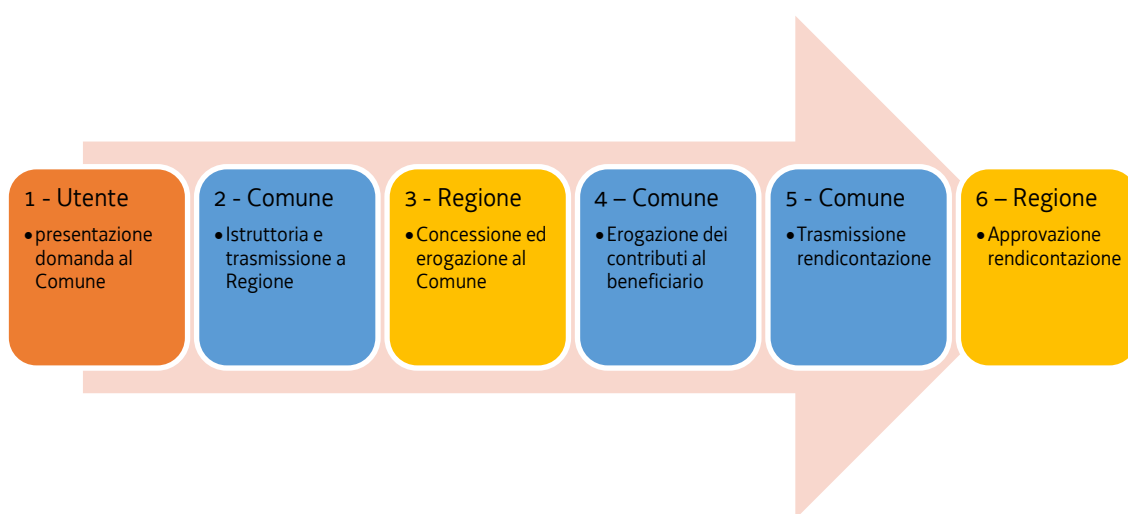 1 - Utente
•presentazione
domanda al
Comune
2 - Comune
•Istruttoria e
trasmissione a
Regione
3 - Regione
•Concessione ed
erogazione al
Comune
4 – Comune
•Erogazione dei
contributi al
beneficiario
5 - Comune
•Trasmissione
rendicontazione
6 – Regione
•Approvazione
rendicontazione